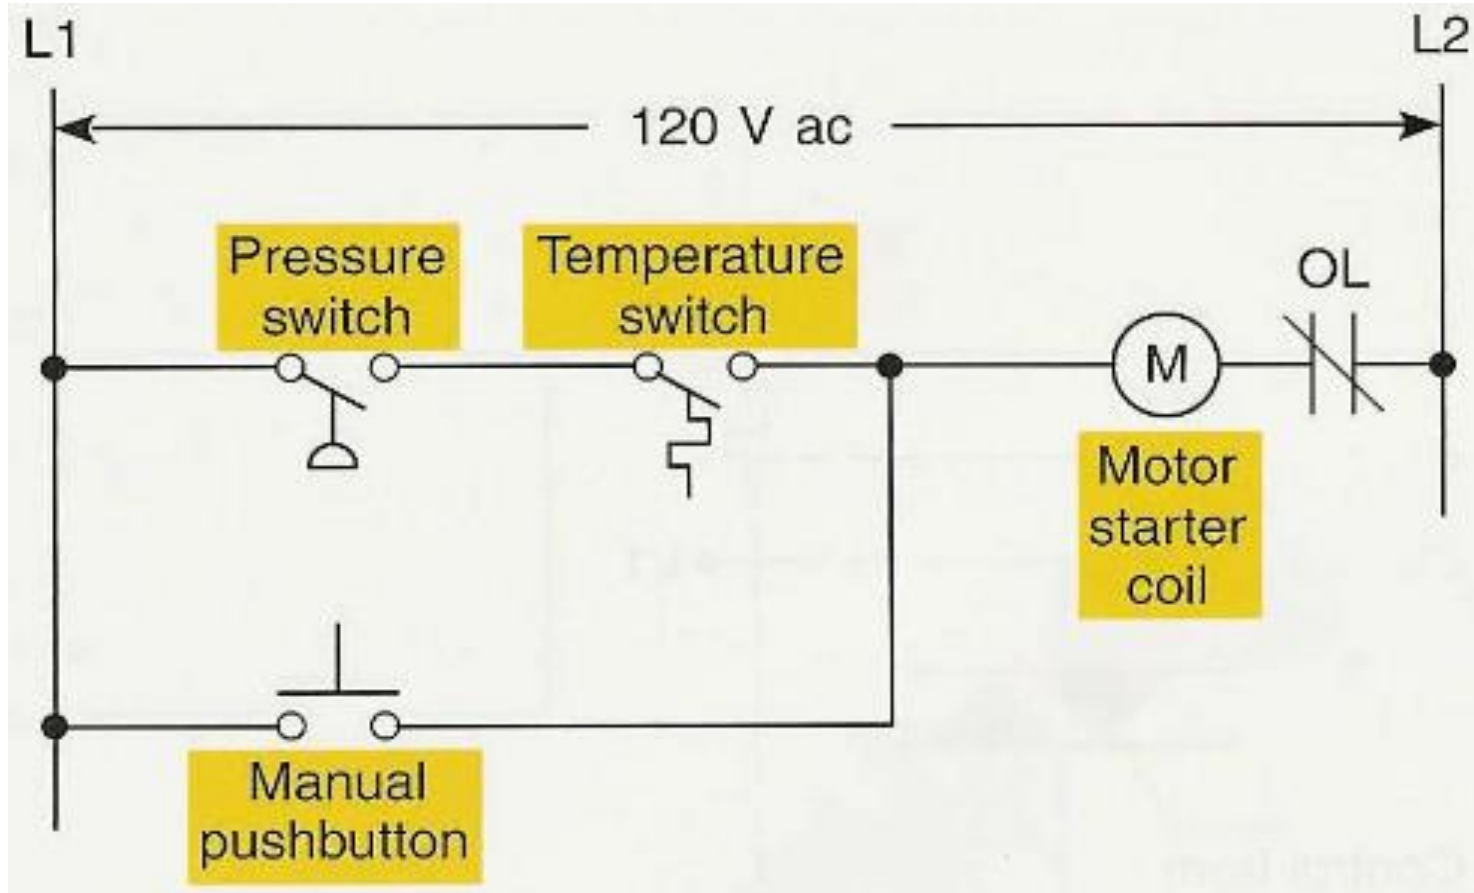 L1
L2
120 V ac
Pressure
switch
Temperature
switch
OL
M
Motor
starter
coil
Manual
pushbutton